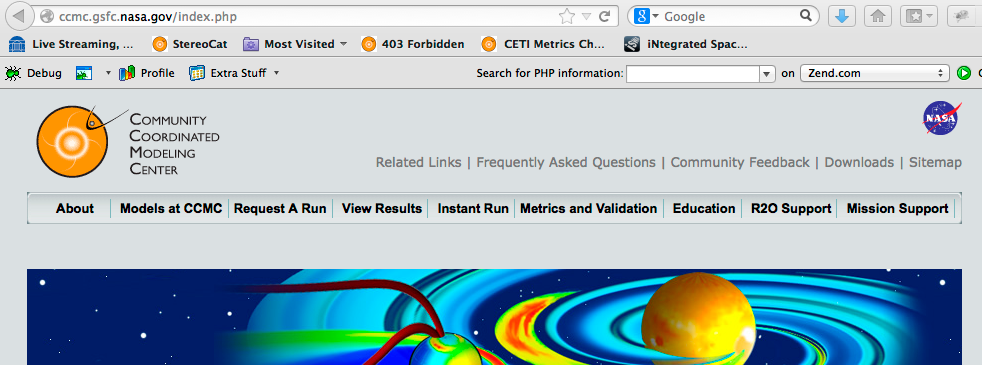 ccmc.gsfc.nasa.gov/index.php
8 Google
Live Streaming, ... StereoCat Most Visited 403 Forbidden CETI Metrics Ch... iNtegrated Spac...
Debug Profile Extra Stuff Search for PHP information: on Zend.com
COMMUNITY
COORDINATED
MODELING
CENTER
NASA
Related Links | Frequently Asked Questions | Community Feedback | Downloads | Sitemap
About Models at CCMC Request A Run View Results Instant Run Metrics and Validation Education R2O Support Mission Support